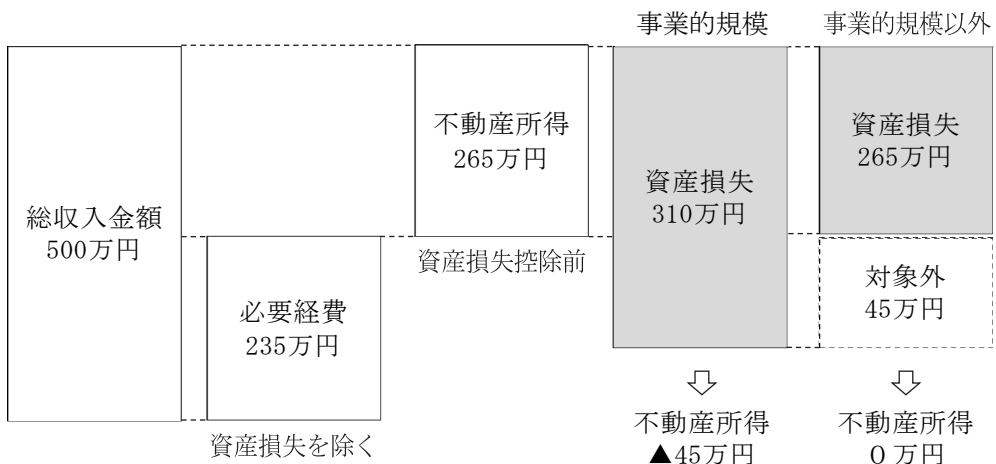 事業的規模
事業的規模以外
総収入金額
500万円
必要経費
235万円
資産損失を除く
不動産所得
265万円
資産損失控除前
資産損失
310万円
不動産所得
▲45万円
資産損失
265万円
対象外
45万円
不動産所得
0万円